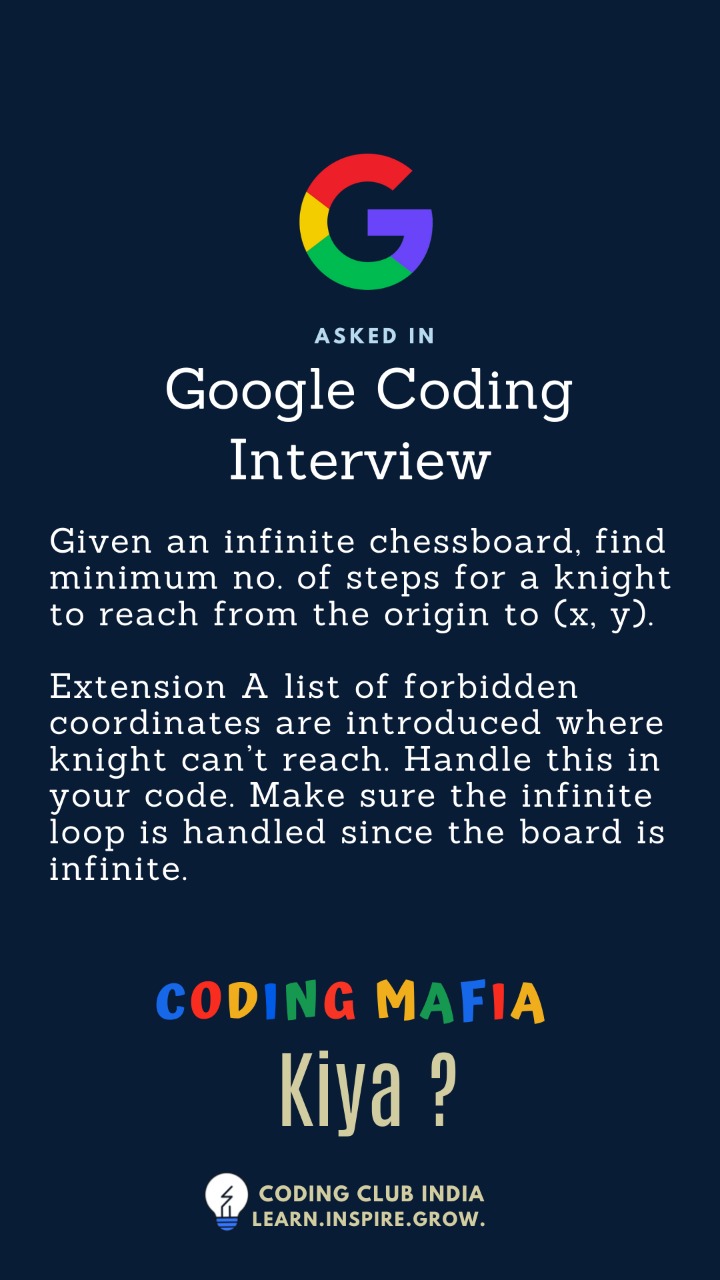 ASKED IN
Google Coding
Interview
Given an infinite chessboard, find
minimum no. of steps for a knight
to reach from the origin to (x, y).
Extension A list of forbidden
coordinates are introduced where
knight can't reach. Handle this in
your code. Make sure the infinite
loop is handled since the board is
infinite.
CODING MAFIA
Kiya ?
CODING CLUB INDIA
LEARN.INSPIRE.GROW.